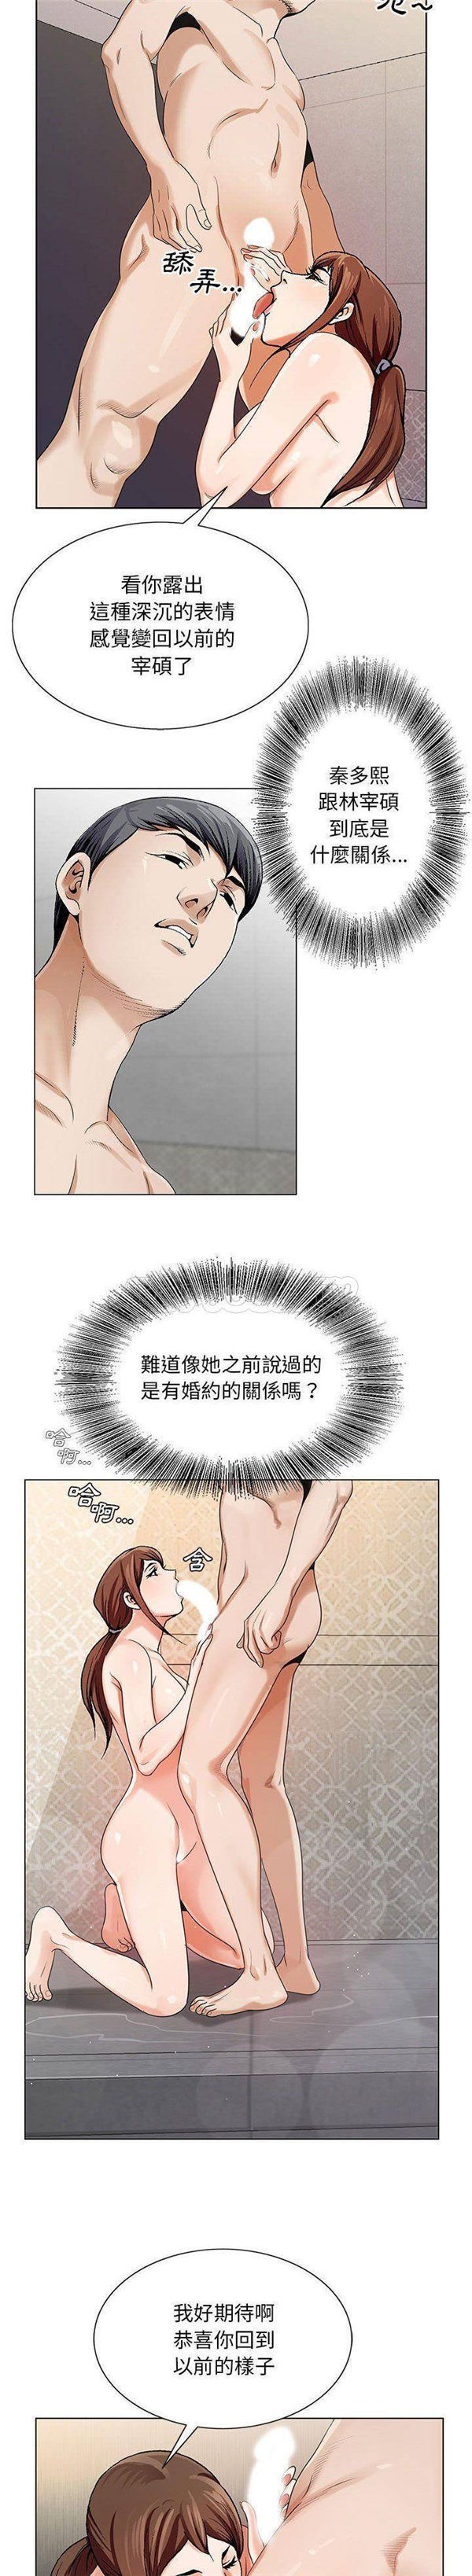 舔
弄...
看你露出
這種深沉的表情
感覺變回以前的
宰碩了
秦多熙
跟林宰碩
到底是
什麼關係...
難道像她之前說過的
是有婚約的關係嗎？
哈
啊...
哈
啊...
含
我好期待啊
恭喜你回到
以前的樣子